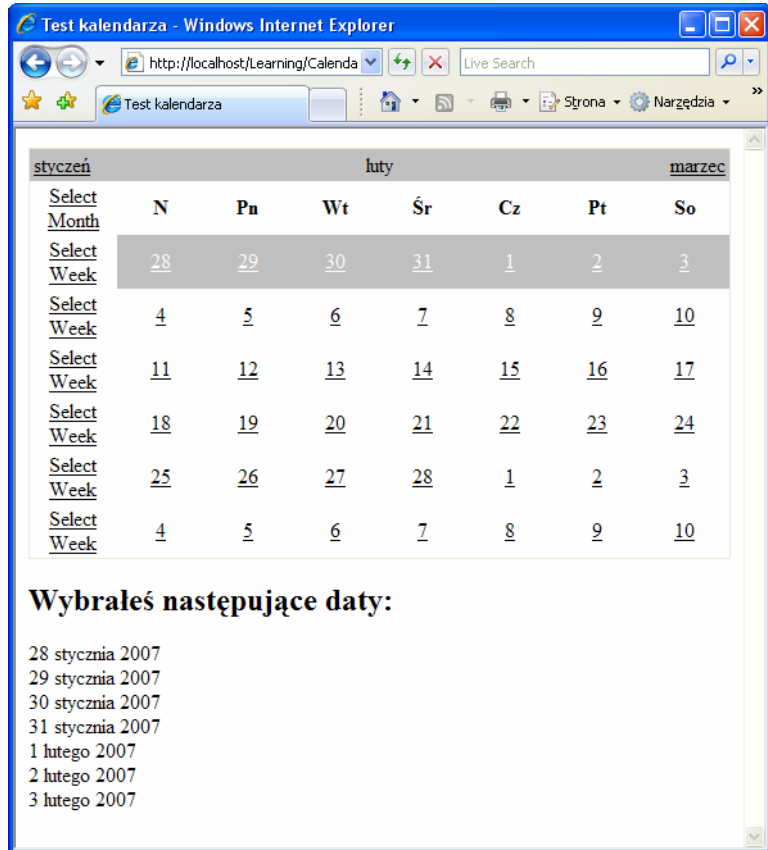 Test kalendarza - Windows Internet Explorer
http://localhost/Learning/Calenda
Live Search
Test kalendarza
Strona
Narzędzia
»
styczeń luty marzec
Select Month N Pn Wt Śr Cz Pt So
Select Week 28 29 30 31 1 2 3
Select Week 4 5 6 7 8 9 10
Select Week 11 12 13 14 15 16 17
Select Week 18 19 20 21 22 23 24
Select Week 25 26 27 28 1 2 3
Select Week 4 5 6 7 8 9 10
Wybrałeś następujące daty:
28 stycznia 2007
29 stycznia 2007
30 stycznia 2007
31 stycznia 2007
1 lutego 2007
2 lutego 2007
3 lutego 2007